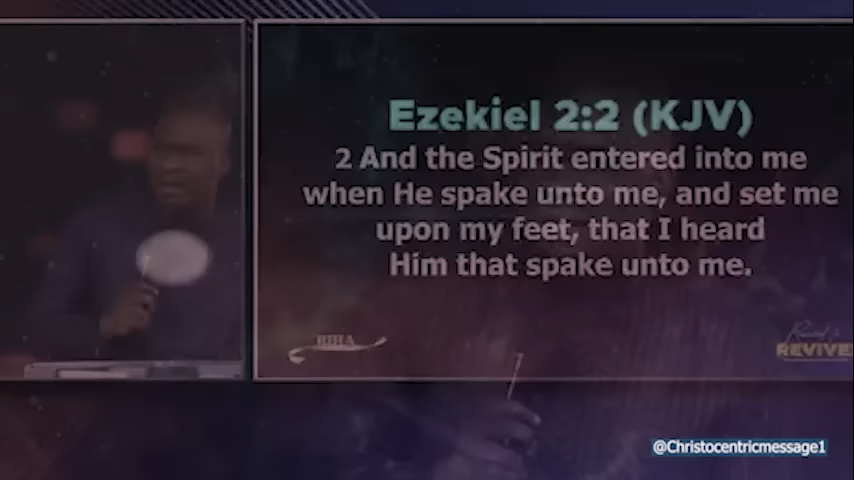 Ezekiel 2:2 (KJV)
2 And the Spirit entered into me
when He spake unto me, and set me
upon my feet, that I heard
Him that spake unto me.
REVIVE
@Christocentricmessage1